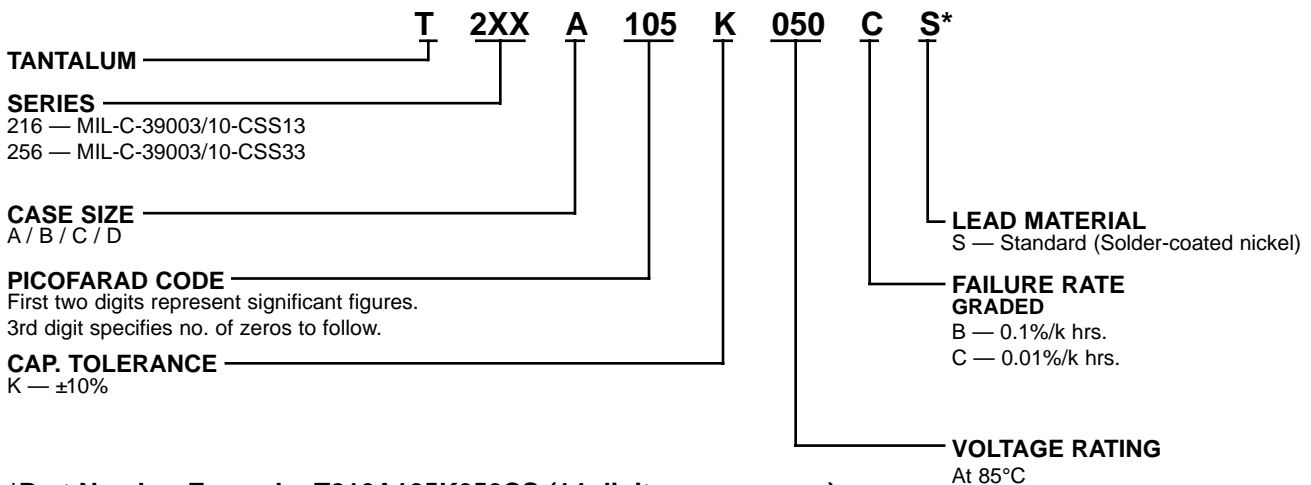 T 2XX A 105 K 050 C S*
TANTALUM
SERIES
216 — MIL-C-39003/10-CSS13
256 — MIL-C-39003/10-CSS33
CASE SIZE
A / B / C / D
PICOFARAD CODE
First two digits represent significant figures.
3rd digit specifies no. of zeros to follow.
CAP. TOLERANCE
K — ±10%
LEAD MATERIAL
S — Standard (Solder-coated nickel)
FAILURE RATE
GRADED
B — 0.1%/k hrs.
C — 0.01%/k hrs.
VOLTAGE RATING
At 85°C